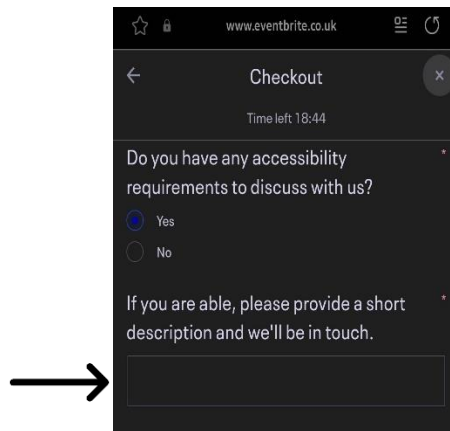 www.eventbrite.co.uk
Checkout
Time left 18:44
Do you have any accessibility *
requirements to discuss with us?
Yes
No
If you are able, please provide a short *
description and we'll be in touch.